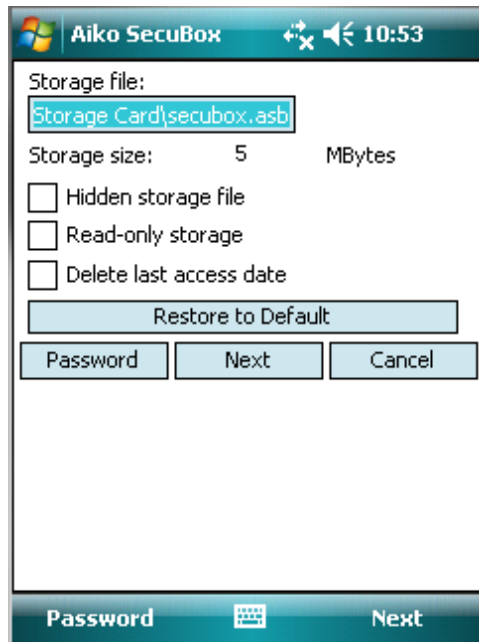 Aiko SecuBox 10:53
Storage file:
Storage Card\secubox.asb
Storage size: 5 MBytes
Hidden storage file
Read-only storage
Delete last access date
Restore to Default
Password Next Cancel
Password Next